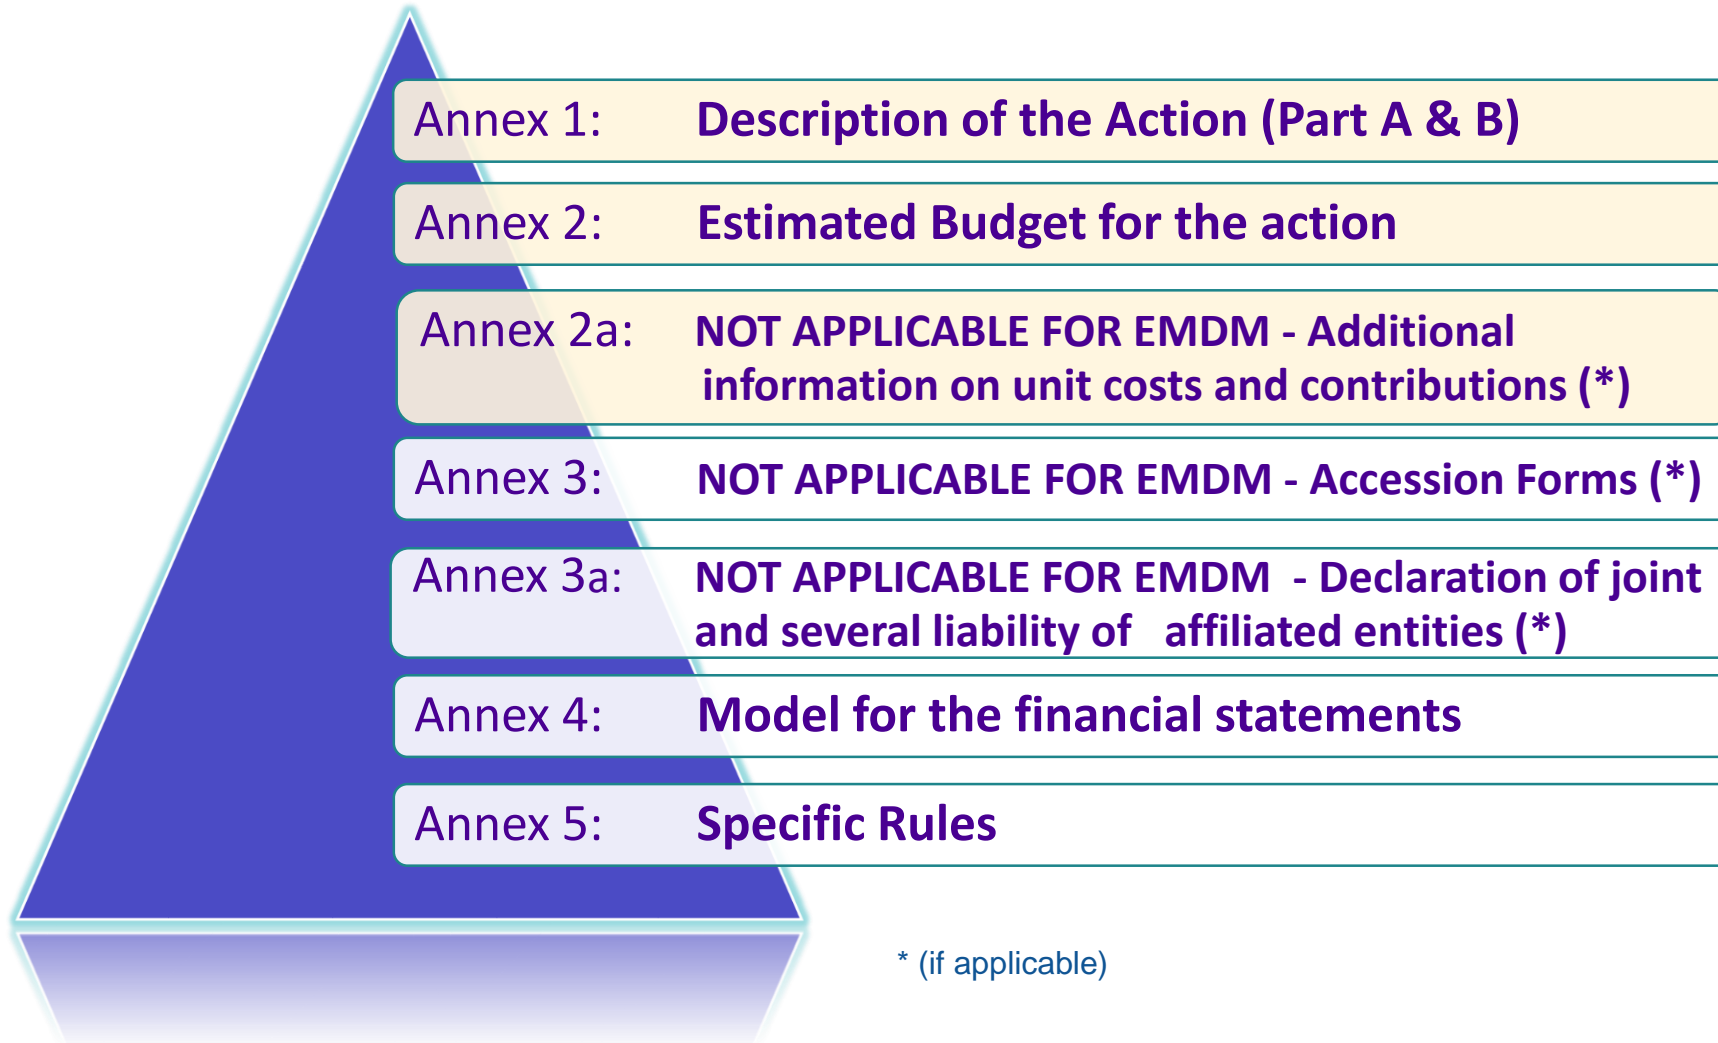 Annex 1: Description of the Action (Part A & B)
Annex 2: Estimated Budget for the action
Annex 2a: NOT APPLICABLE FOR EMDM - Additional
information on unit costs and contributions (*)
Annex 3: NOT APPLICABLE FOR EMDM - Accession Forms (*)
Annex 3a: NOT APPLICABLE FOR EMDM - Declaration of joint
and several liability of affiliated entities (*)
Annex 4: Model for the financial statements
Annex 5: Specific Rules
* (if applicable)